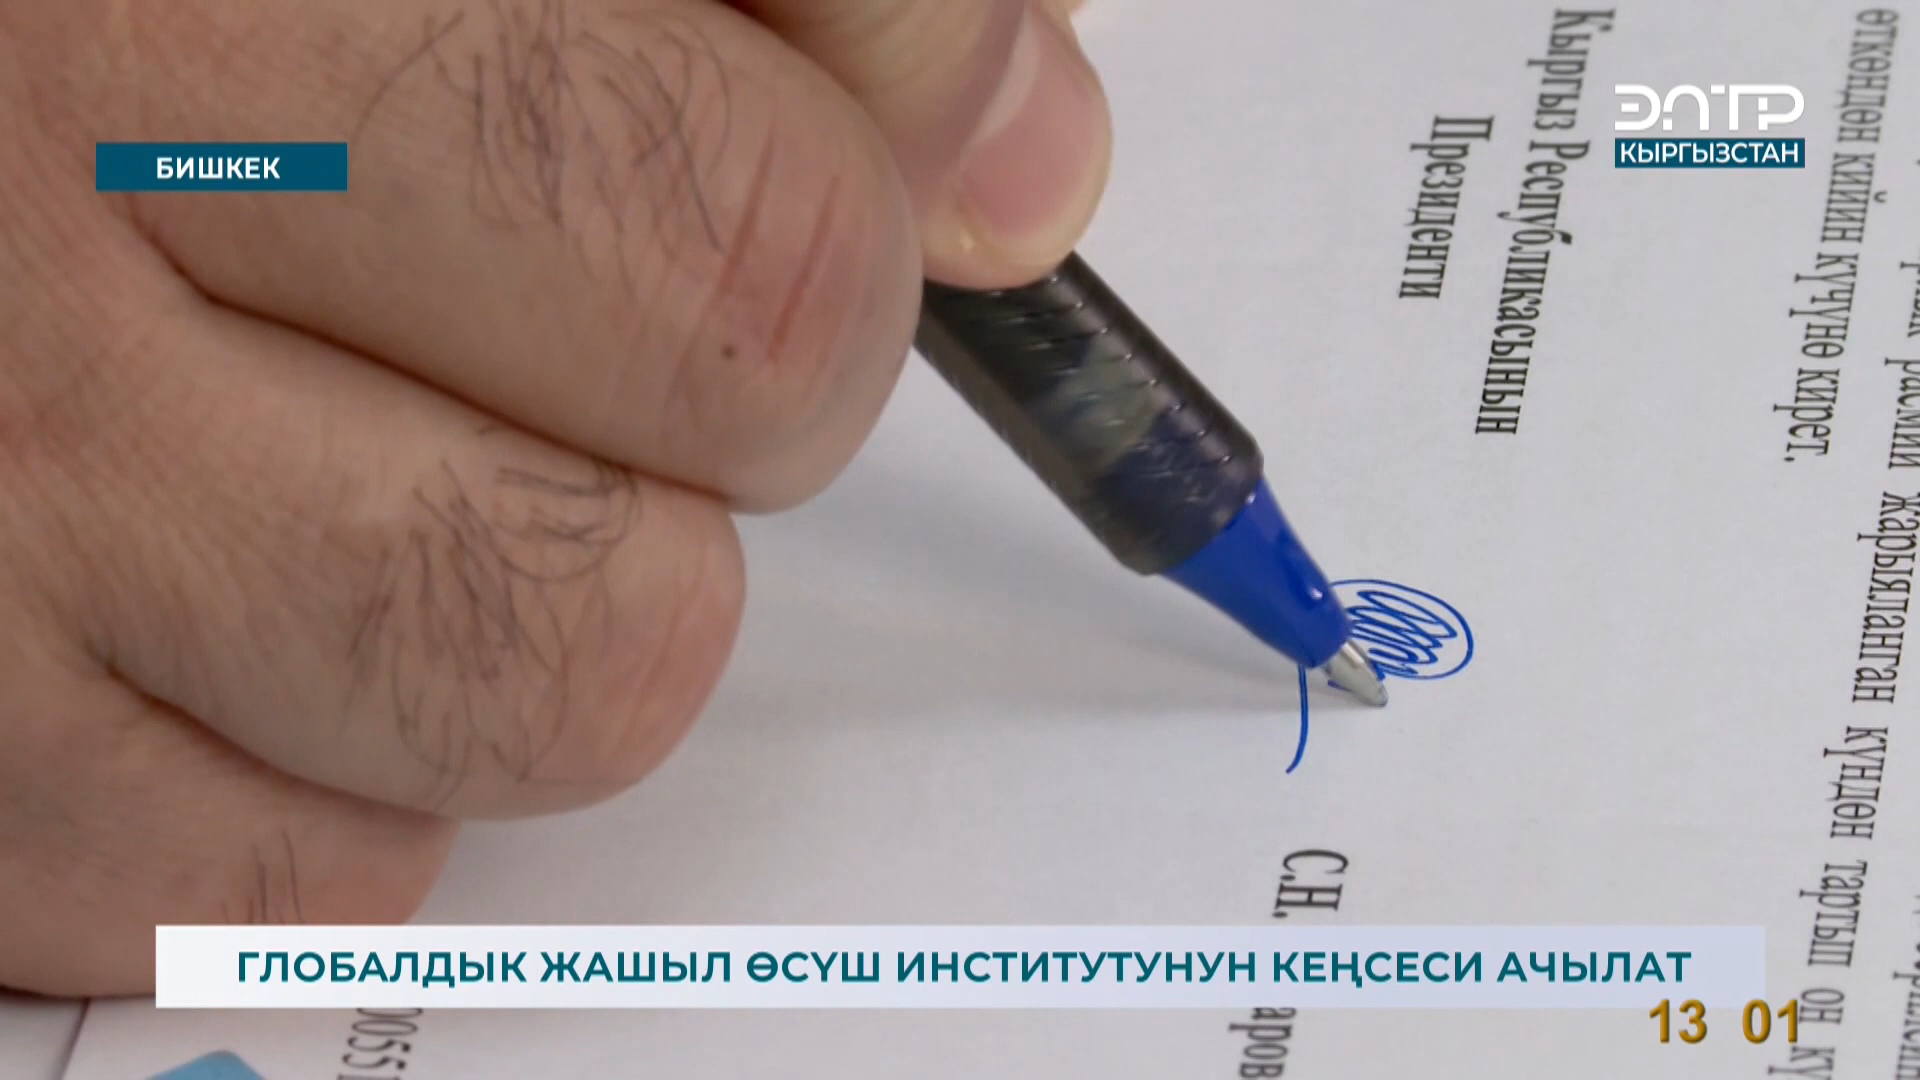 БИШКЕК
ЭЛТР
КЫРГЫЗСТАН
расмий жарыяланган күндөн тартып он
өткөндөн кийин күчүнө кирет.
Кыргыз Республикасынын
Президенти
С.Н.
ГЛОБАЛДЫК ЖАШЫЛ ӨСҮШ ИНСТИТУТУНУН КЕҢСЕСИ АЧЫЛАТ
13 01